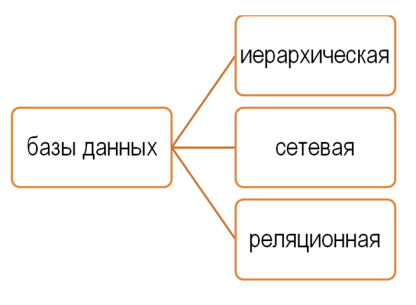 базы данных
иерархическая
сетевая
реляционная